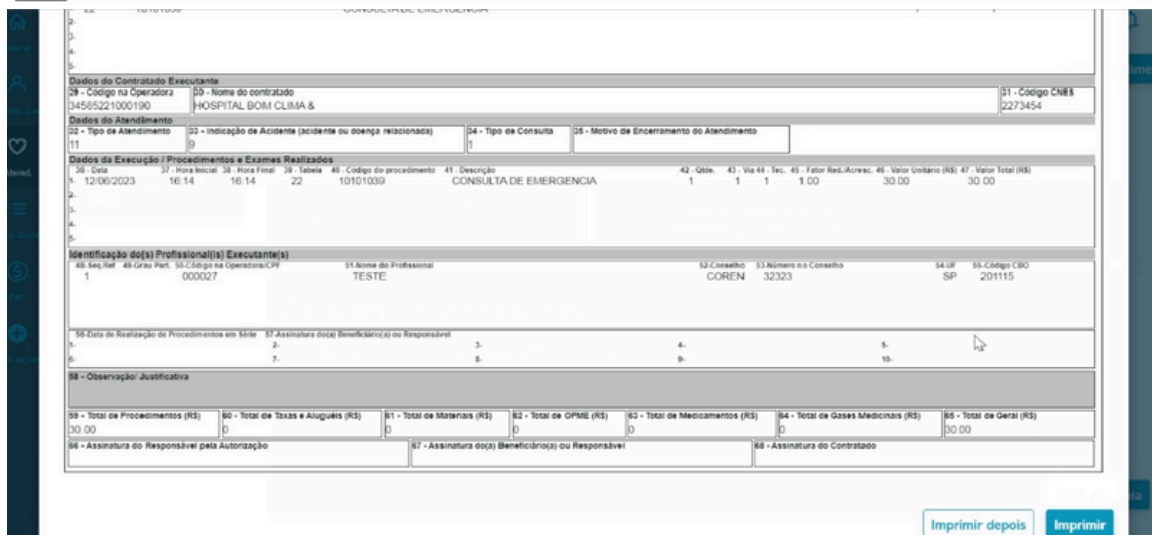 22 10101039 CONSULTA DE EMERGENCIA 1 1
2-
3-
4-
5-
Dados do Contratado Executante
29 - Código na Operadora 30 - Nome do contratado 31 - Código CNES
34585221000190 HOSPITAL BOM CLIMA & 2273454
Dados do Atendimento
32 - Tipo de Atendimento 33 - Indicação de Acidente (acidente ou doença relacionada) 34 - Tipo de Consulta 35 - Motivo de Encerramento do Atendimento
11 9 1
Dados da Execução / Procedimentos e Exames Realizados
36 - Data 37 - Hora Inicial 38 - Hora Final 39 - Tabela 40 - Código do procedimento 41 - Descrição 42 - Qtde. 43 - Via 44 - Tec. 45 - Fator Red./Acresc. 46 - Valor Unitário (R$) 47 - Valor Total (R$)
1- 12/06/2023 16:14 16:14 22 10101039 CONSULTA DE EMERGENCIA 1 1 1 1.00 30.00 30.00
2-
3-
4-
5-
Identificação do(s) Profissional(is) Executante(s)
48-Seq.Ref 49-Grau Part. 50-Código na Operadora/CPF 51-Nome do Profissional 52-Conselho 53-Número no Conselho 54-UF 55-Código CBO
1 000027 TESTE COREN 32323 SP 201115
56-Data de Realização de Procedimentos em Série 57-Assinatura do(a) Beneficiário(a) ou Responsável
1- 2- 3- 4- 5-
6- 7- 8- 9- 10-
58 - Observação/ Justificativa
59 - Total de Procedimentos (R$) 60 - Total de Taxas e Aluguéis (R$) 61 - Total de Materiais (R$) 62 - Total de OPME (R$) 63 - Total de Medicamentos (R$) 64 - Total de Gases Medicinais (R$) 65 - Total de Geral (R$)
30.00 0 0 0 0 0 30.00
66 - Assinatura do Responsável pela Autorização 67 - Assinatura do(a) Beneficiário(a) ou Responsável 68 - Assinatura do Contratado
Imprimir depois Imprimir